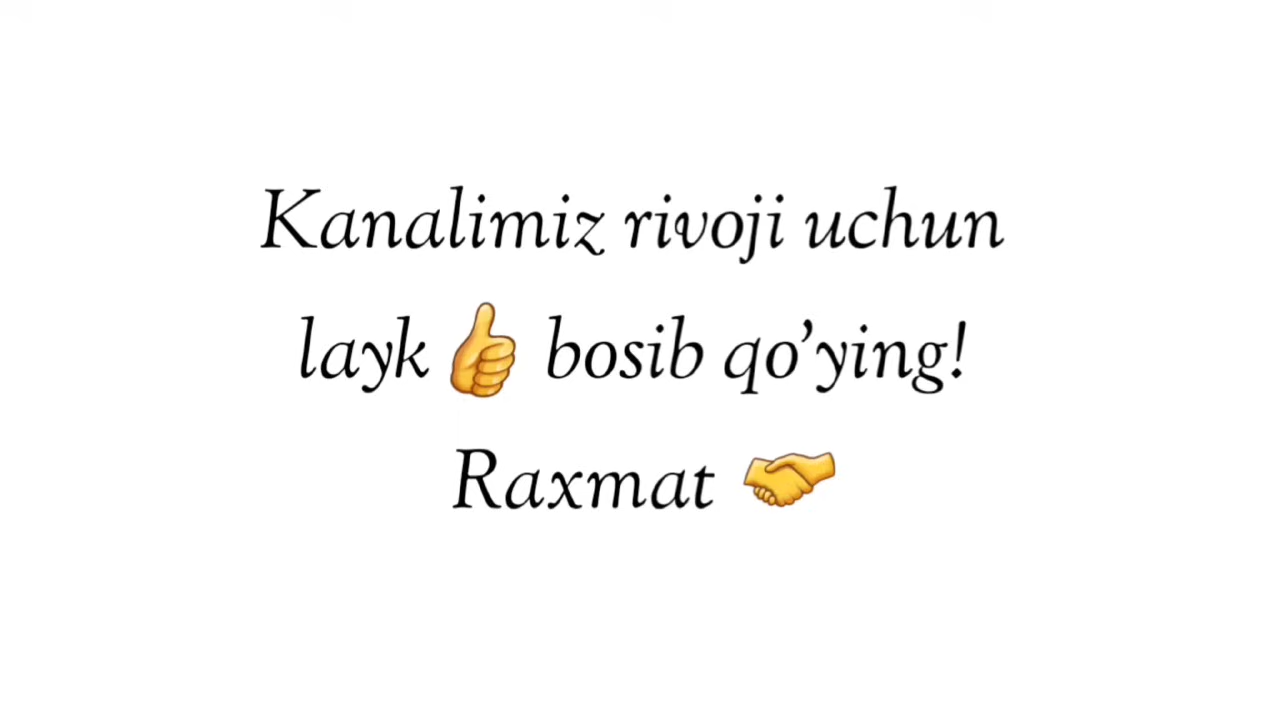 Kanalimiz rivoji uchun
layk👍 bosib qo’ying!
Raxmat 🤝